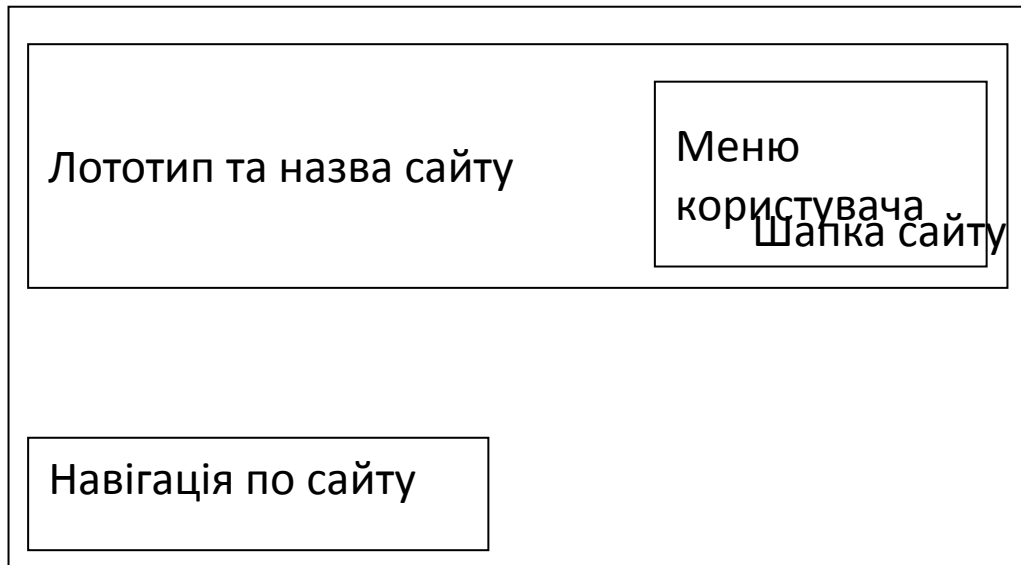 Лототип та назва сайту
Меню
користувача
Шапка сайту
Навігація по сайту